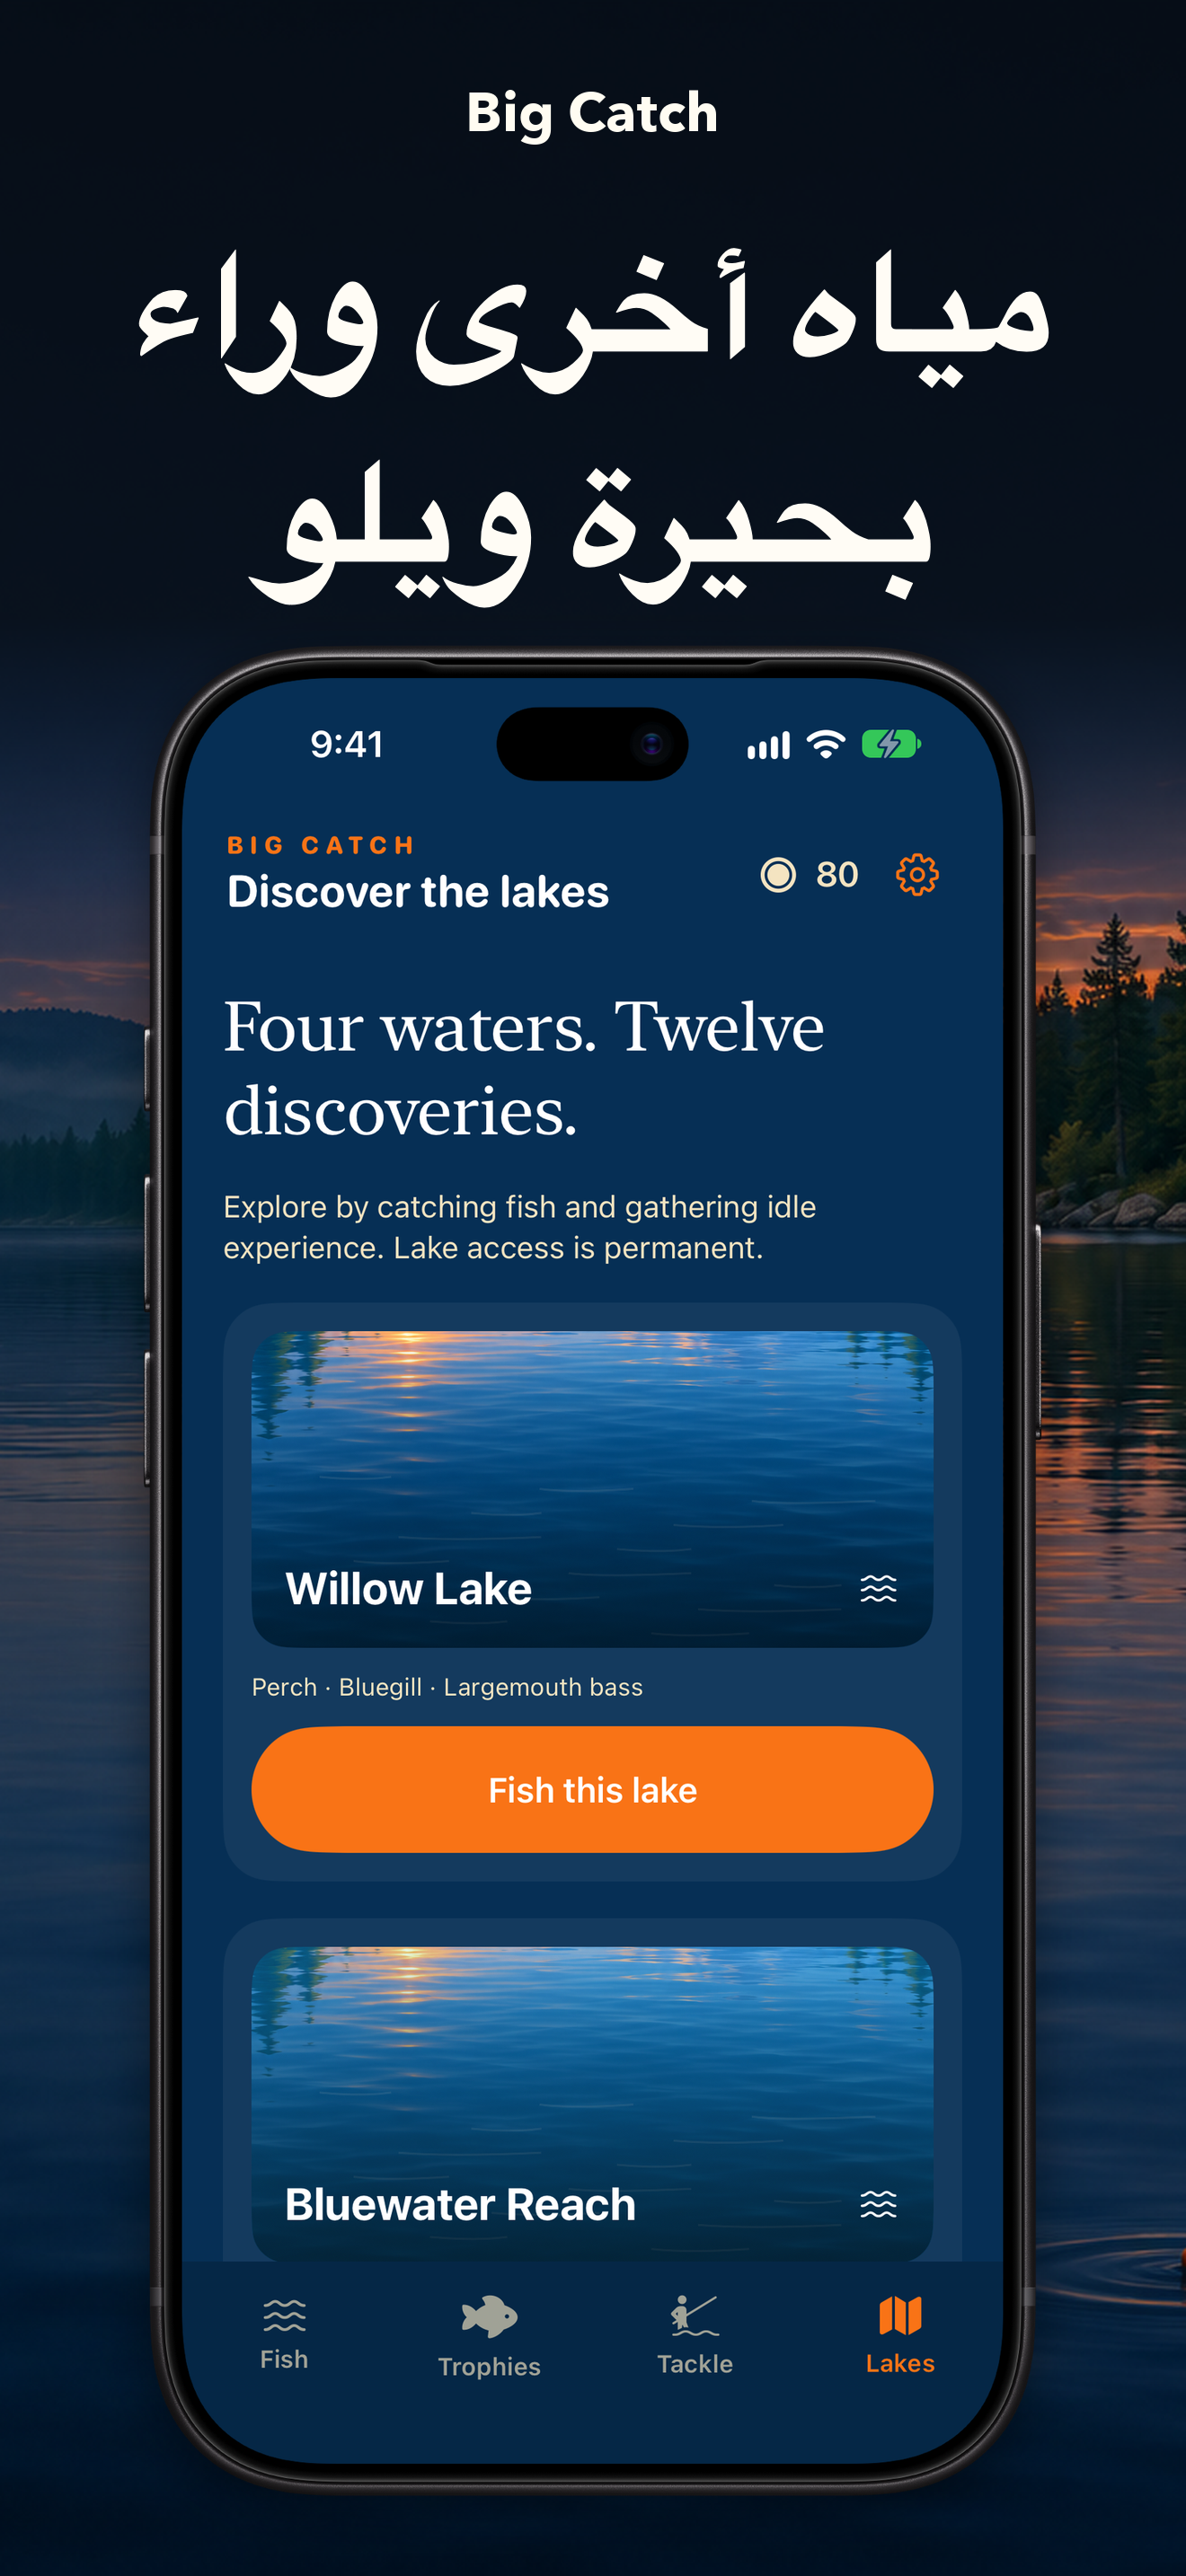 Big Catch
مياه أخرى وراء
بحيرة ويلو
9:41
BIG CATCH
Discover the lakes
80
Four waters. Twelve
discoveries.
Explore by catching fish and gathering idle
experience. Lake access is permanent.
Willow Lake
Perch · Bluegill · Largemouth bass
Fish this lake
Bluewater Reach
Fish
Trophies
Tackle
Lakes